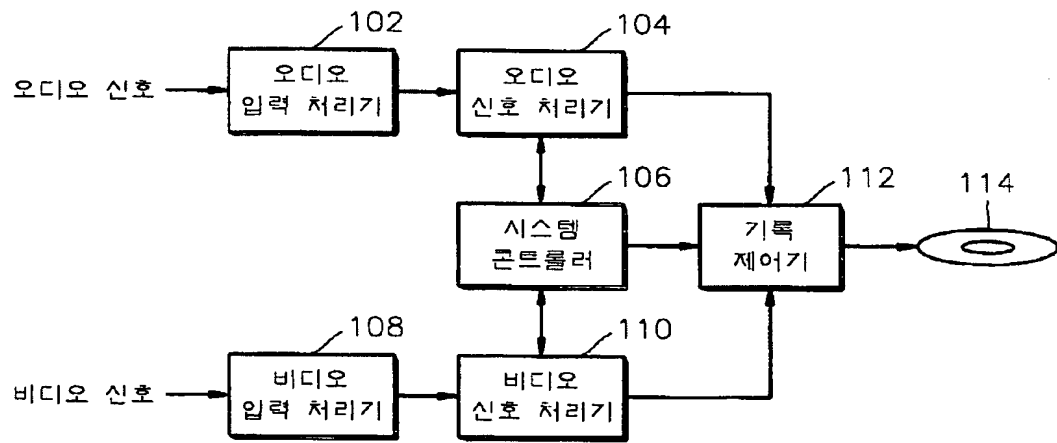 102
104
오디오 신호
오디오
입력 처리기
오디오
신호 처리기
106
112
114
시스템
콘트롤러
기록
제어기
108
110
비디오 신호
비디오
입력 처리기
비디오
신호 처리기